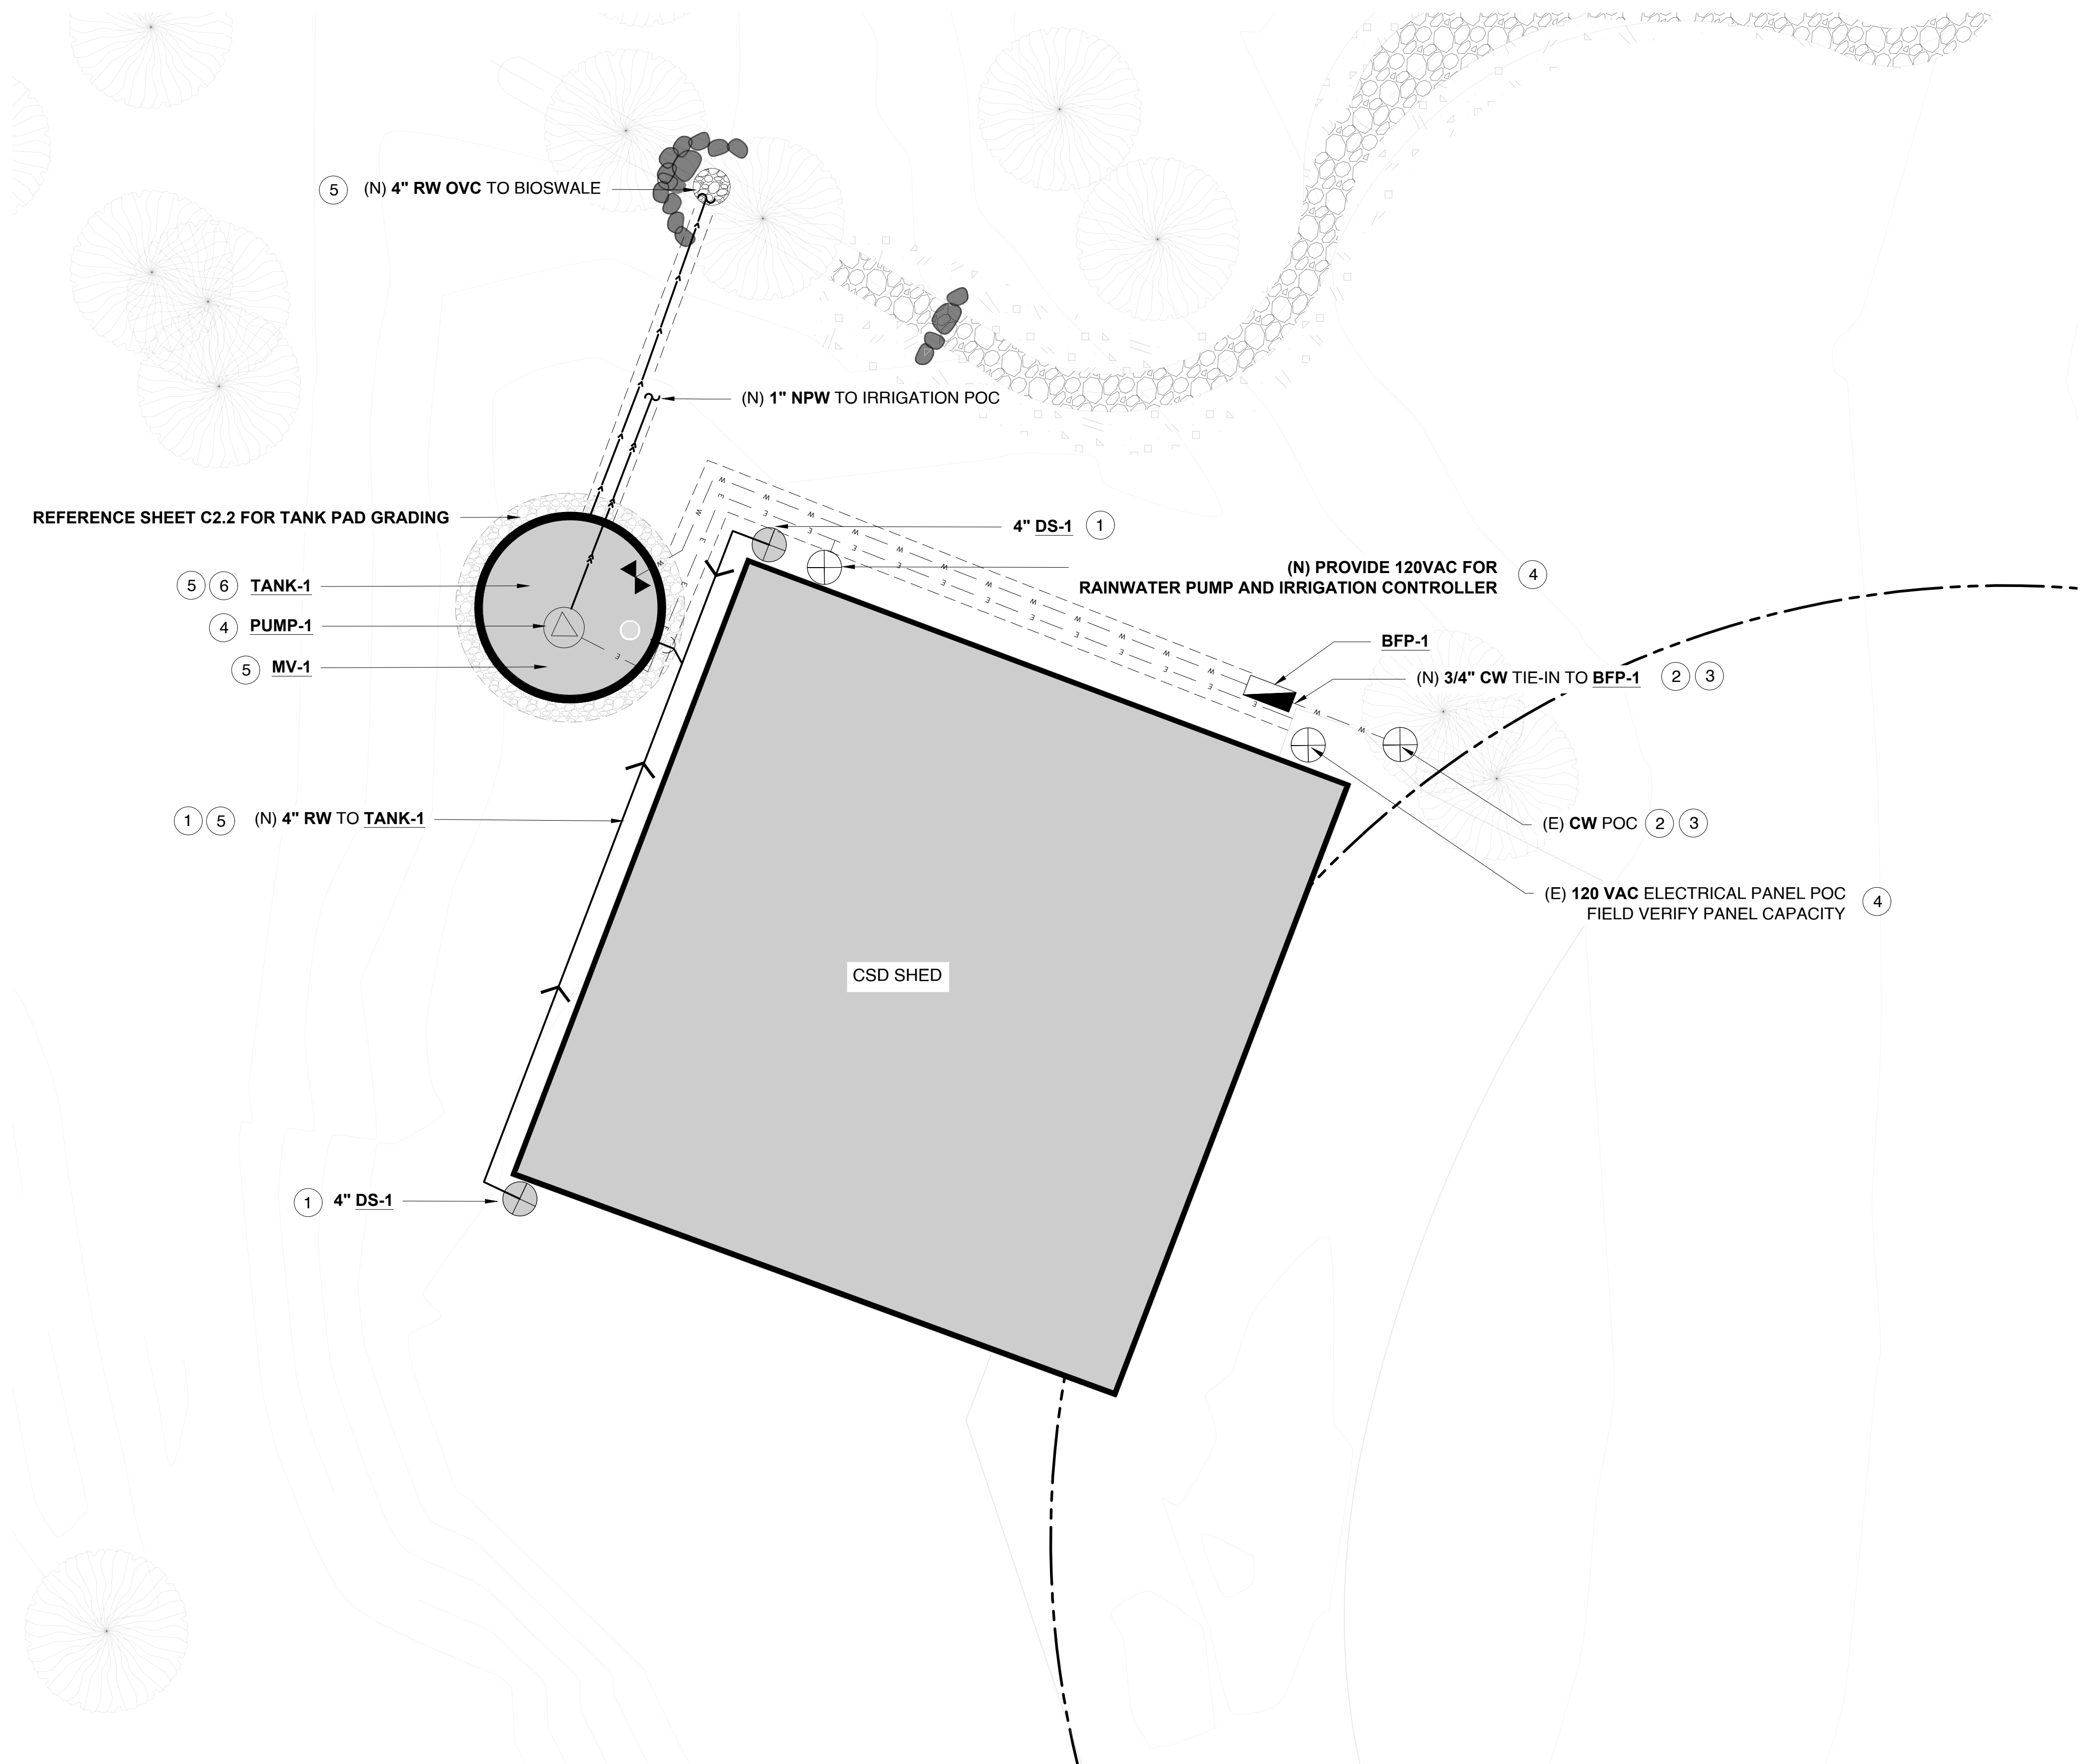 5 (N) 4" RW OVC TO BIOSWALE
(N) 1" NPW TO IRRIGATION POC
REFERENCE SHEET C2.2 FOR TANK PAD GRADING
4" DS-1 1
(N) PROVIDE 120VAC FOR
RAINWATER PUMP AND IRRIGATION CONTROLLER 4
5 6 TANK-1
4 PUMP-1
5 MV-1
BFP-1
(N) 3/4" CW TIE-IN TO BFP-1 2 3
1 5 (N) 4" RW TO TANK-1
(E) CW POC 2 3
(E) 120 VAC ELECTRICAL PANEL POC
FIELD VERIFY PANEL CAPACITY 4
CSD SHED
1 4" DS-1